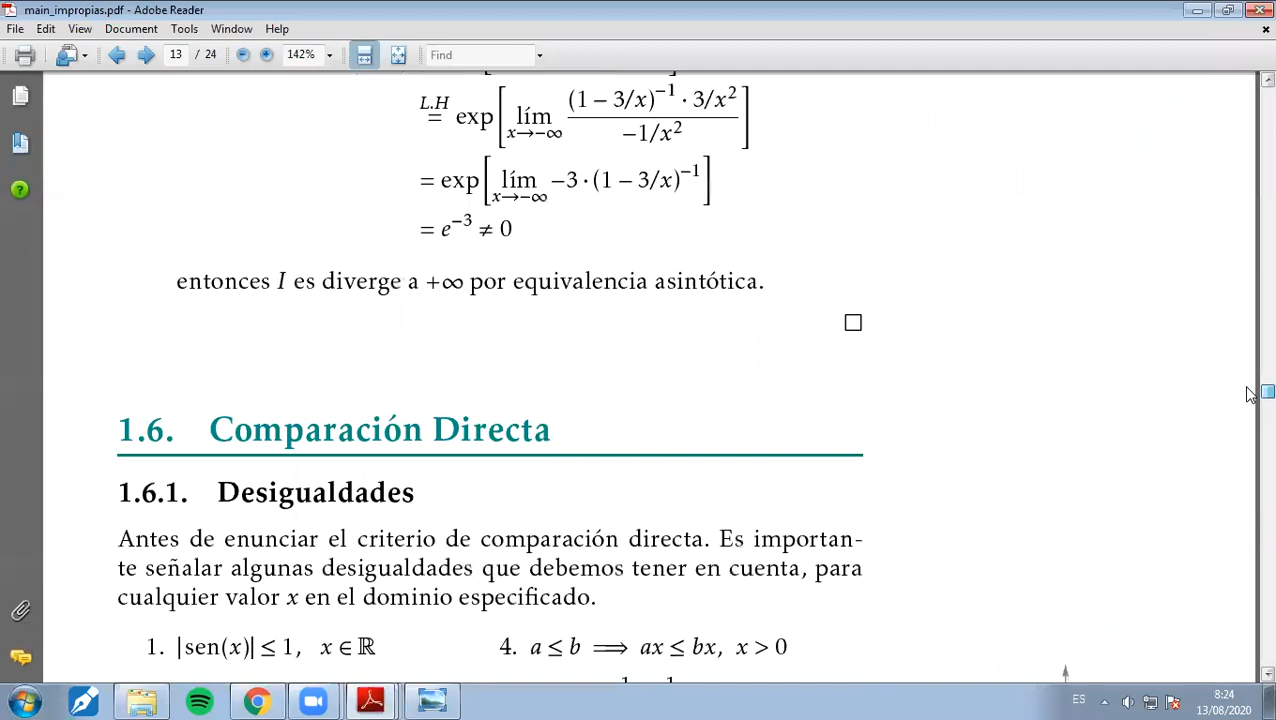 main_impropias.pdf - Adobe Reader
File Edit View Document Tools Window Help
13 / 24 142% Find
L.H
= exp[ lím x→−∞ (1 − 3/x)^−1 · 3/x^2 / −1/x^2 ]
= exp[ lím x→−∞ −3 · (1 − 3/x)^−1 ]
= e^−3 ≠ 0
entonces I es diverge a +∞ por equivalencia asintótica.
□
1.6. Comparación Directa
1.6.1. Desigualdades
Antes de enunciar el criterio de comparación directa. Es importan-
te señalar algunas desigualdades que debemos tener en cuenta, para
cualquier valor x en el dominio especificado.
1. |sen(x)| ≤ 1, x ∈ ℝ
4. a ≤ b ⟹ ax ≤ bx, x > 0
ES
8:24
13/08/2020